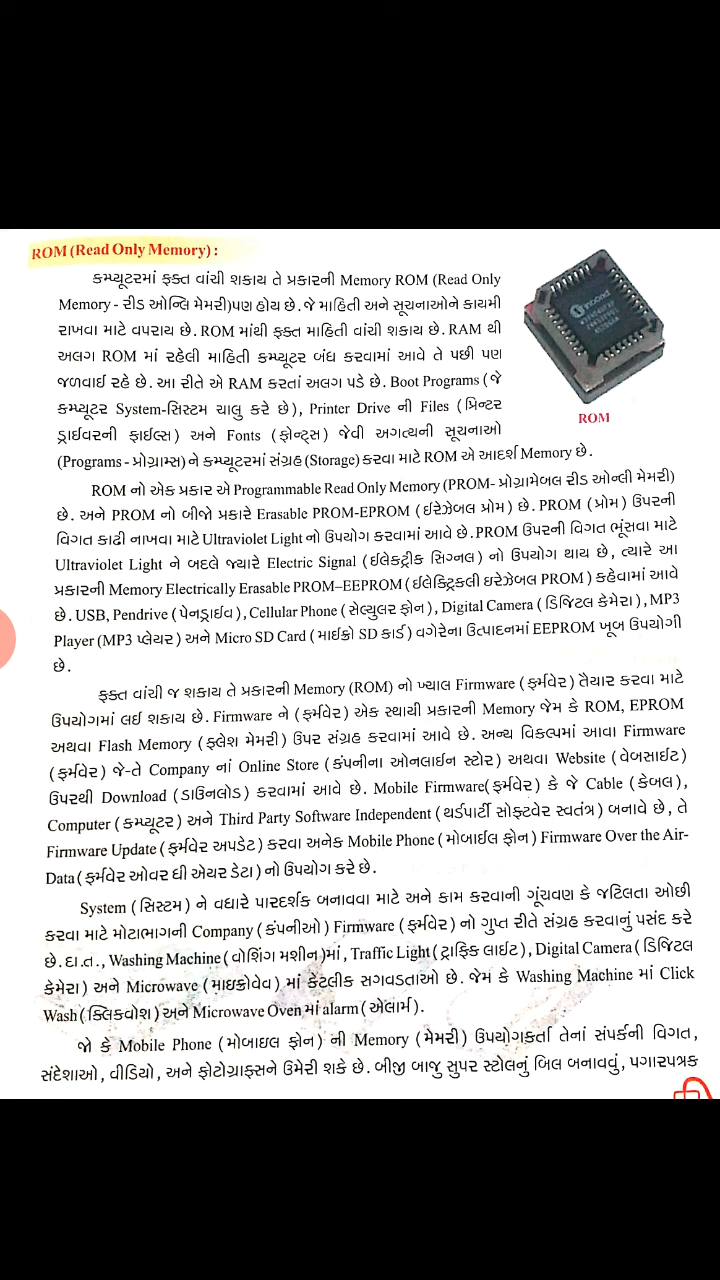 ROM (Read Only Memory) :
કમ્પ્યૂટરમાં ફક્ત વાંચી શકાય તે પ્રકારની Memory ROM (Read Only
Memory - રીડ ઓન્લિ મેમરી)પણ હોય છે. જે માહિતી અને સૂચનાઓને કાયમી
રાખવા માટે વપરાય છે. ROM માંથી ફક્ત માહિતી વાંચી શકાય છે. RAM થી
અલગ ROM માં રહેલી માહિતી કમ્પ્યૂટર બંધ કરવામાં આવે તે પછી પણ
જળવાઈ રહે છે. આ રીતે એ RAM કરતાં અલગ પડે છે. Boot Programs (જે
કમ્પ્યૂટર System-સિસ્ટમ ચાલુ કરે છે), Printer Drive ની Files (પ્રિન્ટર
ડ્રાઈવરની ફાઈલ્સ) અને Fonts (ફોન્ટ્સ) જેવી અગત્યની સૂચનાઓ
(Programs - પ્રોગ્રામ્સ) ને કમ્પ્યૂટરમાં સંગ્રહ (Storage) કરવા માટે ROM એ આદર્શ Memory છે.
ROM
ROM નો એક પ્રકાર એ Programmable Read Only Memory (PROM- પ્રોગ્રામેબલ રીડ ઓન્લી મેમરી)
છે. અને PROM નો બીજો પ્રકારે Erasable PROM-EPROM (ઈરેઝેબલ પ્રોમ) છે. PROM (પ્રોમ) ઉપરની
વિગત કાઢી નાખવા માટે Ultraviolet Light નો ઉપયોગ કરવામાં આવે છે. PROM ઉપરની વિગત ભૂંસવા માટે
Ultraviolet Light ને બદલે જ્યારે Electric Signal (ઈલેક્ટ્રીક સિગ્નલ) નો ઉપયોગ થાય છે, ત્યારે આ
પ્રકારની Memory Electrically Erasable PROM–EEPROM (ઈલેક્ટ્રિકલી ઇરેઝેબલ PROM) કહેવામાં આવે
છે. USB, Pendrive (પેનડ્રાઈવ), Cellular Phone (સેલ્યુલર ફોન), Digital Camera (ડિજિટલ કેમેરા), MP3
Player (MP3 પ્લેયર) અને Micro SD Card (માઈક્રો SD કાર્ડ) વગેરેના ઉત્પાદનમાં EEPROM ખૂબ ઉપયોગી
છે.
ફક્ત વાંચી જ શકાય તે પ્રકારની Memory (ROM) નો ખ્યાલ Firmware (ફર્મવેર) તૈયાર કરવા માટે
ઉપયોગમાં લઈ શકાય છે. Firmware ને (ફર્મવેર) એક સ્થાયી પ્રકારની Memory જેમ કે ROM, EPROM
અથવા Flash Memory (ફ્લેશ મેમરી) ઉપર સંગ્રહ કરવામાં આવે છે. અન્ય વિકલ્પમાં આવા Firmware
(ફર્મવેર) જે-તે Company નાં Online Store (કંપનીના ઓનલાઈન સ્ટોર) અથવા Website (વેબસાઈટ)
ઉપરથી Download (ડાઉનલોડ) કરવામાં આવે છે. Mobile Firmware(ફર્મવેર) કે જે Cable (કેબલ),
Computer (કમ્પ્યૂટર) અને Third Party Software Independent (થર્ડપાર્ટી સોફ્ટવેર સ્વતંત્ર) બનાવે છે, તે
Firmware Update (ફર્મવેર અપડેટ) કરવા અનેક Mobile Phone (મોબાઈલ ફોન) Firmware Over the Air-
Data (ફર્મવેર ઓવર ઘી એયર ડેટા) નો ઉપયોગ કરે છે.
System (સિસ્ટમ) ને વધારે પારદર્શક બનાવવા માટે અને કામ કરવાની ગૂંચવણ કે જટિલતા ઓછી
કરવા માટે મોટાભાગની Company (કંપનીઓ) Firmware (ફર્મવેર) નો ગુપ્ત રીતે સંગ્રહ કરવાનું પસંદ કરે
છે. દા.ત., Washing Machine (વોશિંગ મશીન)માં, Traffic Light (ટ્રાફિક લાઈટ), Digital Camera (ડિજિટલ
કેમેરા) અને Microwave (માઇક્રોવેવ) માં કેટલીક સગવડતાઓ છે. જેમ કે Washing Machine માં Click
Wash (ક્લિકવોશ) અને Microwave Oven માં alarm (એલાર્મ).
જો કે Mobile Phone (મોબાઇલ ફોન) ની Memory (મેમરી) ઉપયોગકર્તા તેનાં સંપર્કની વિગત,
સંદેશાઓ, વીડિયો, અને ફોટોગ્રાફ્સને ઉમેરી શકે છે. બીજી બાજુ સુપર સ્ટોલનું બિલ બનાવવું, પગારપત્રક